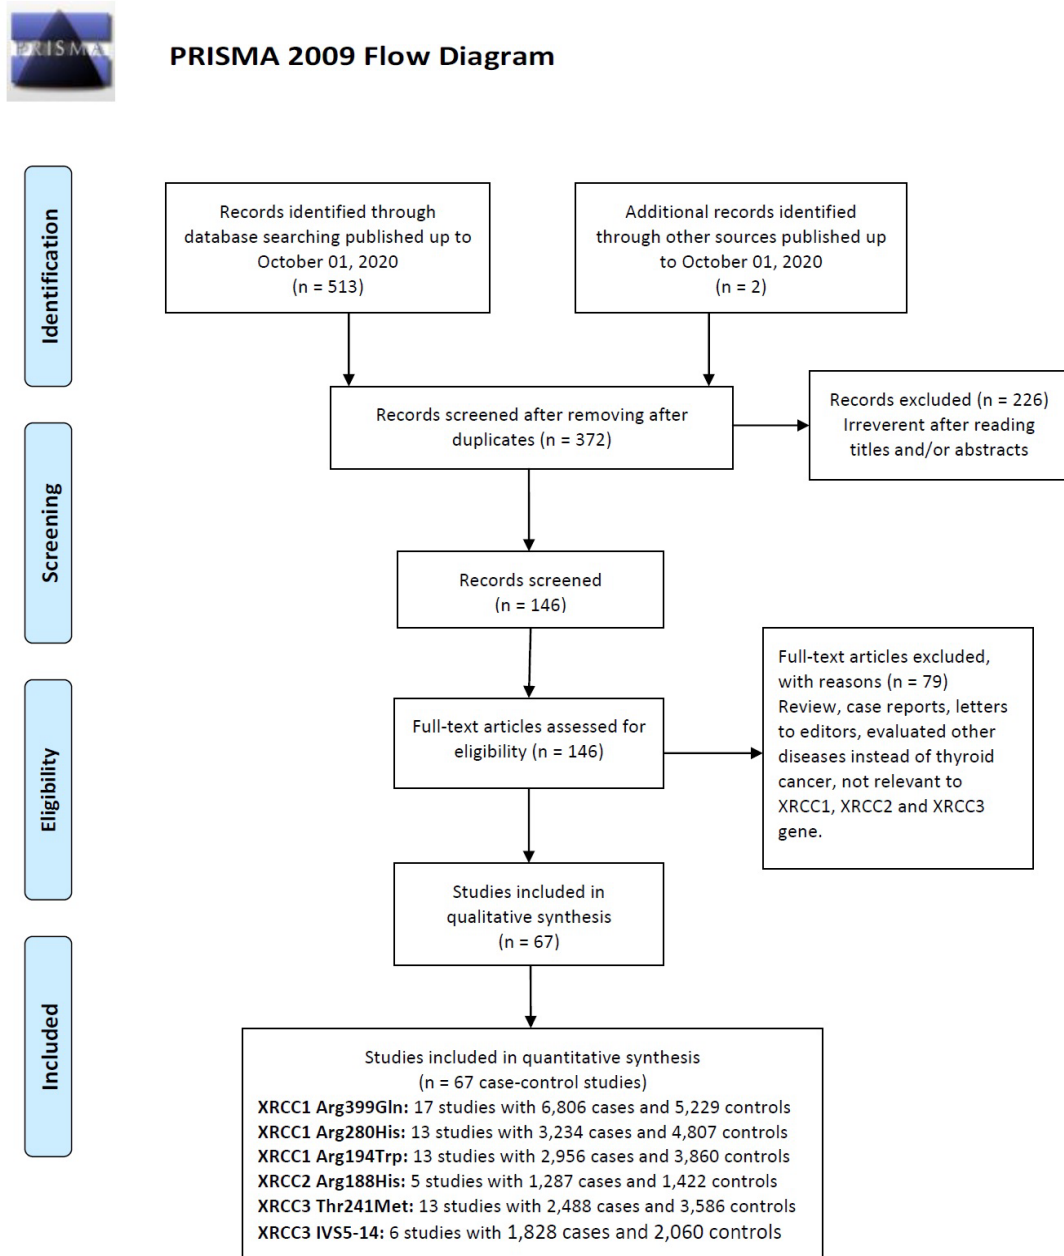 PRISMA
PRISMA 2009 Flow Diagram
Identification
Records identified through
database searching published up to
October 01, 2020
(n = 513)
Additional records identified
through other sources published up
to October 01, 2020
(n = 2)
Records screened after removing after
duplicates (n = 372)
Records excluded (n = 226)
Irreverent after reading
titles and/or abstracts
Screening
Records screened
(n = 146)
Eligibility
Full-text articles assessed for
eligibility (n = 146)
Full-text articles excluded,
with reasons (n = 79)
Review, case reports, letters
to editors, evaluated other
diseases instead of thyroid
cancer, not relevant to
XRCC1, XRCC2 and XRCC3
gene.
Studies included in
qualitative synthesis
(n = 67)
Included
Studies included in quantitative synthesis
(n = 67 case-control studies)
XRCC1 Arg399Gln: 17 studies with 6,806 cases and 5,229 controls
XRCC1 Arg280His: 13 studies with 3,234 cases and 4,807 controls
XRCC1 Arg194Trp: 13 studies with 2,956 cases and 3,860 controls
XRCC2 Arg188His: 5 studies with 1,287 cases and 1,422 controls
XRCC3 Thr241Met: 13 studies with 2,488 cases and 3,586 controls
XRCC3 IVS5-14: 6 studies with 1,828 cases and 2,060 controls